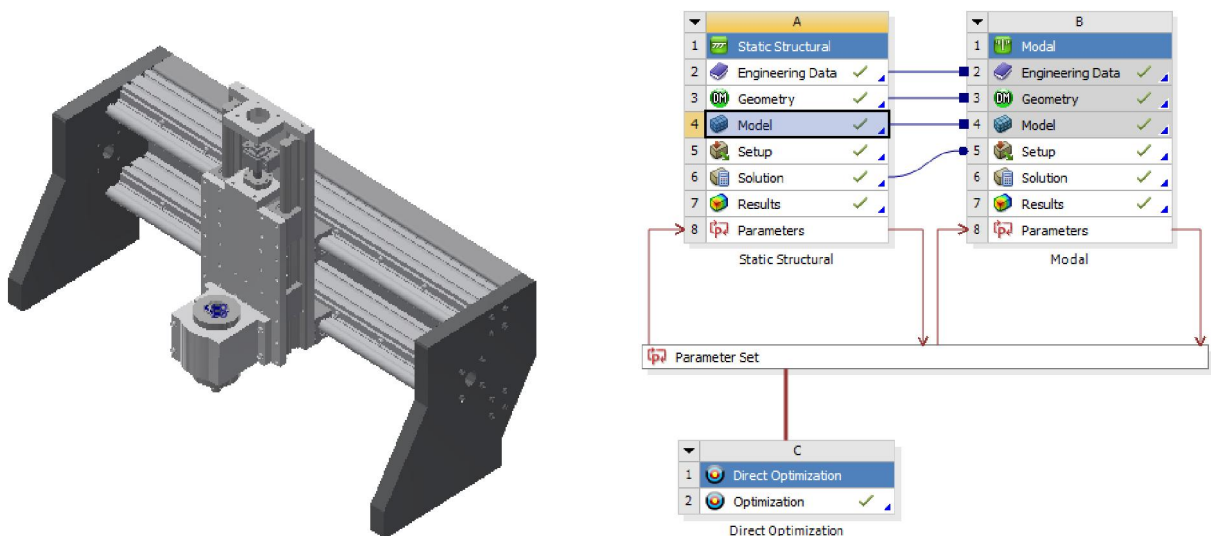 A
1 Static Structural
2 Engineering Data
3 Geometry
4 Model
5 Setup
6 Solution
7 Results
8 Parameters
Static Structural
B
1 Modal
2 Engineering Data
3 Geometry
4 Model
5 Setup
6 Solution
7 Results
8 Parameters
Modal
Parameter Set
C
1 Direct Optimization
2 Optimization
Direct Optimization